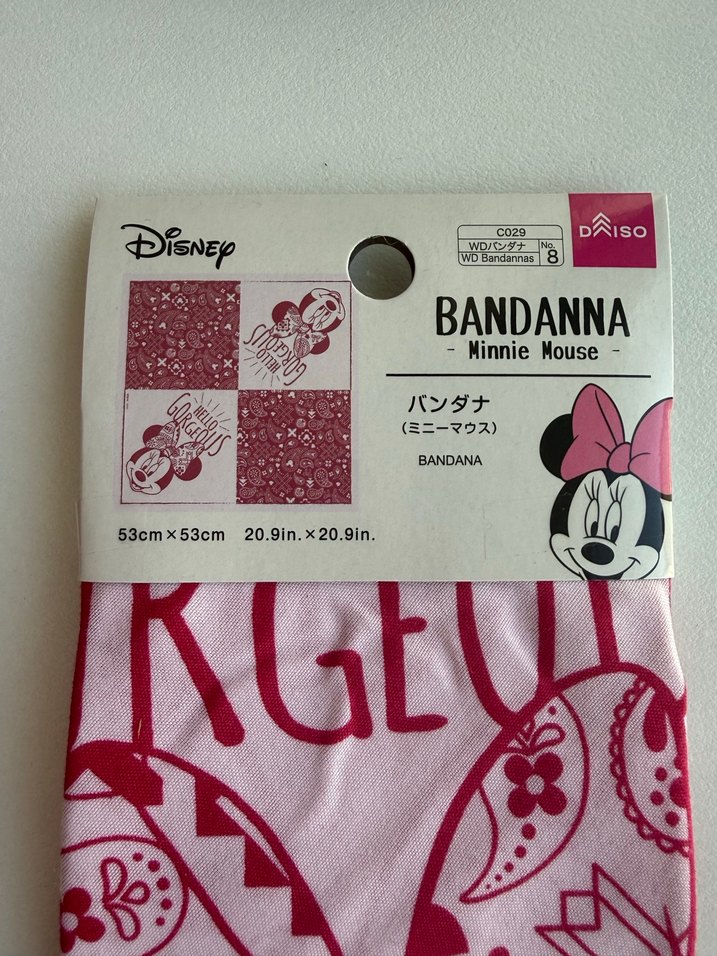 Disney
C029
WDバンダナ
WD Bandannas
No.
8
DAISO
BANDANNA
- Minnie Mouse -
バンダナ
(ミニーマウス)
BANDANA
HELLO
GORGEOUS
HELLO
GORGEOUS
53cm×53cm 20.9in.×20.9in.
RGEOU